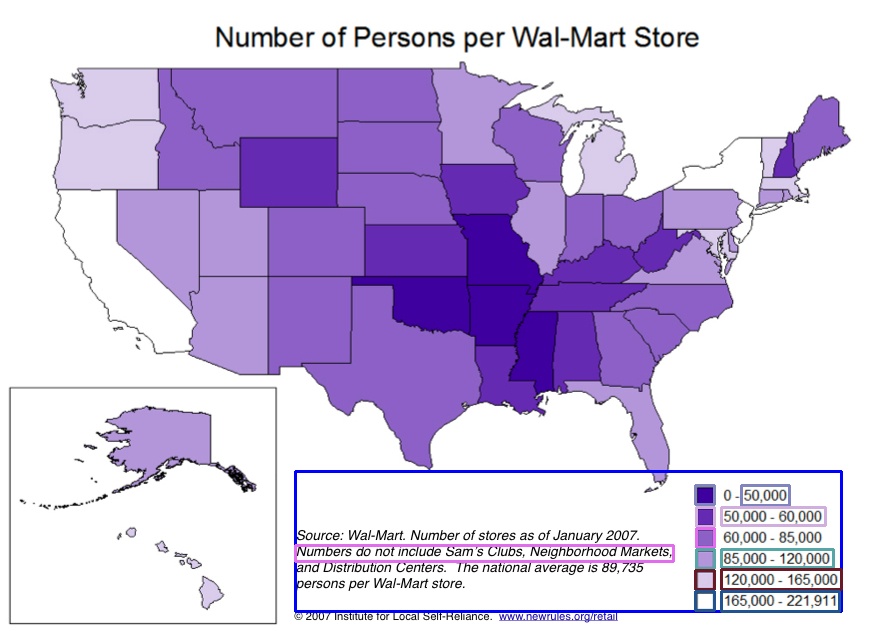 Number of Persons per Wal-Mart Store
0 - 50,000
50,000 - 60,000
60,000 - 85,000
85,000 - 120,000
120,000 - 165,000
165,000 - 221,911
Source: Wal-Mart. Number of stores as of January 2007.
Numbers do not include Sam's Clubs, Neighborhood Markets,
and Distribution Centers. The national average is 89,735
persons per Wal-Mart store.
© 2007 Institute for Local Self-Reliance. www.newrules.org/retail